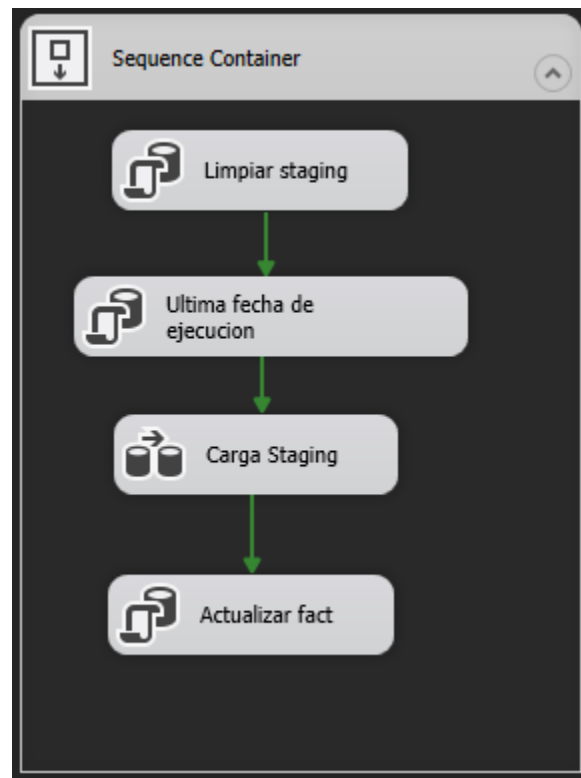 Sequence Container
Limpiar staging
Ultima fecha de
ejecucion
Carga Staging
Actualizar fact